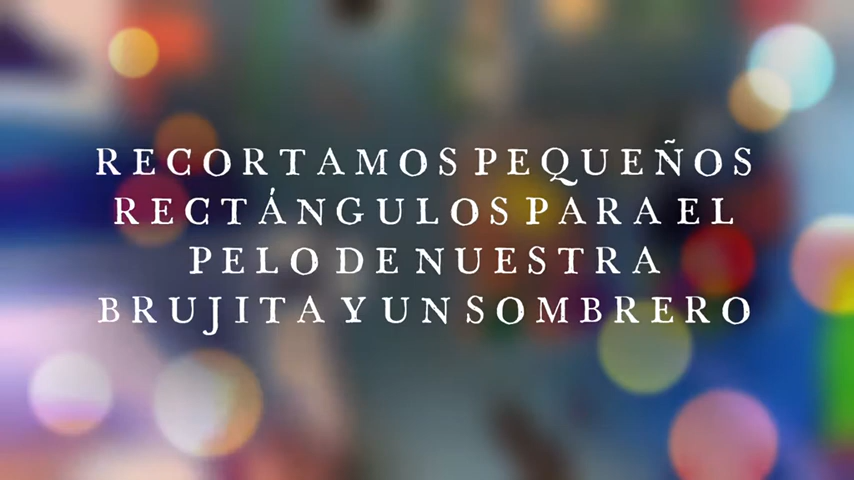 RECORTAMOS PEQUEÑOS
RECTÁNGULOS PARA EL
PELO DE NUESTRA
BRUJITA Y UN SOMBRERO